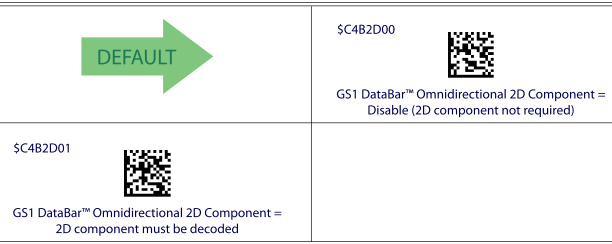 DEFAULT
$C4B2D00
GS1 DataBar™ Omnidirectional 2D Component =
Disable (2D component not required)
$C4B2D01
GS1 DataBar™ Omnidirectional 2D Component =
2D component must be decoded